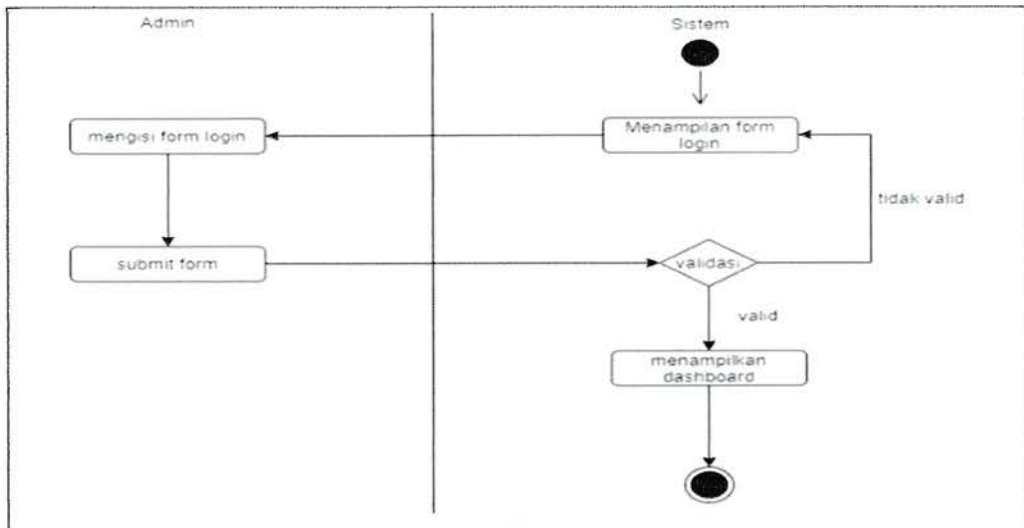 Admin
Sistem
mengisi form login
Menampilan form
login
tidak valid
submit form
validasi
valid
menampilkan
dashboard